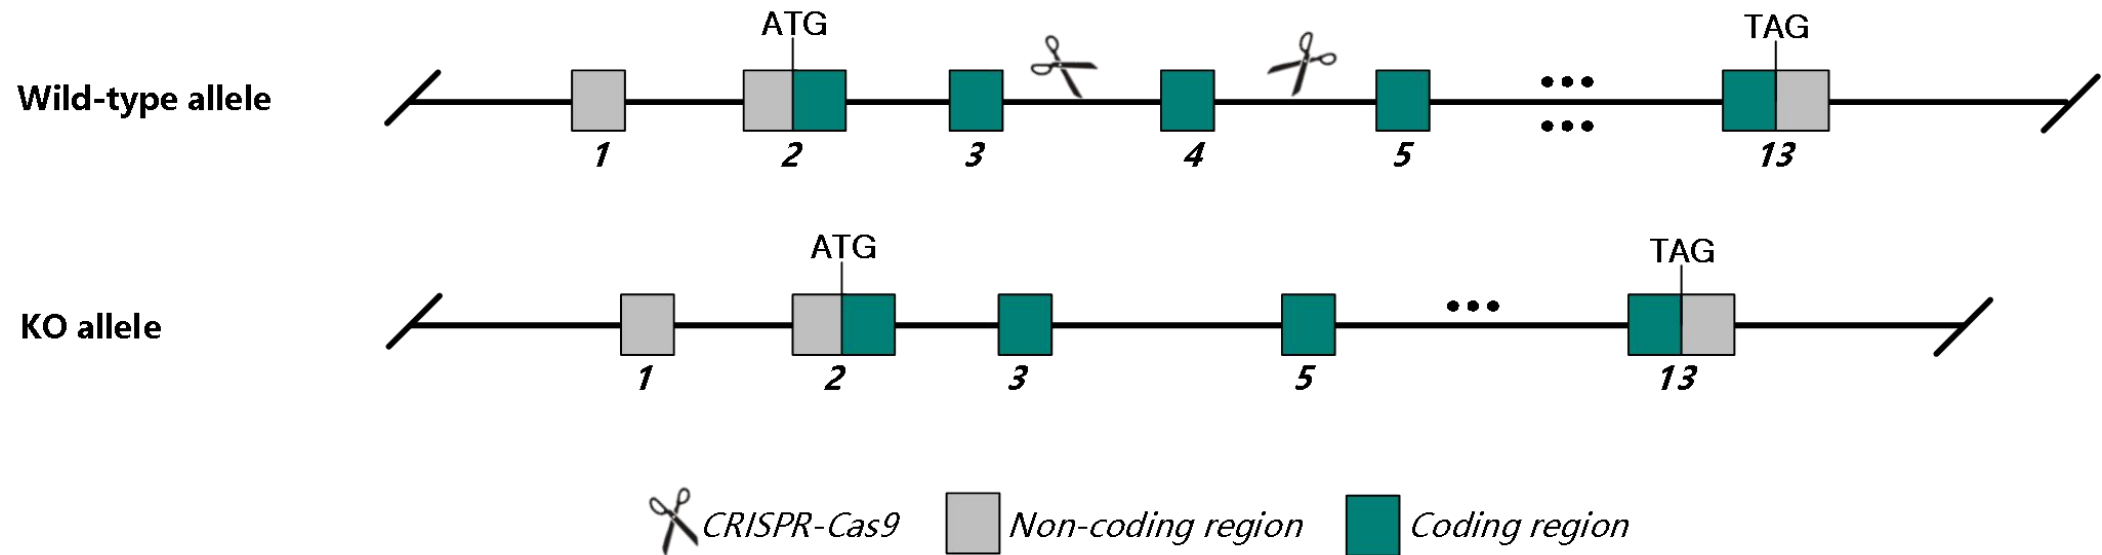 ATG TAG
Wild-type allele
1 2 3 4 5 13
ATG TAG
KO allele
1 2 3 5 13
CRISPR-Cas9 Non-coding region Coding region